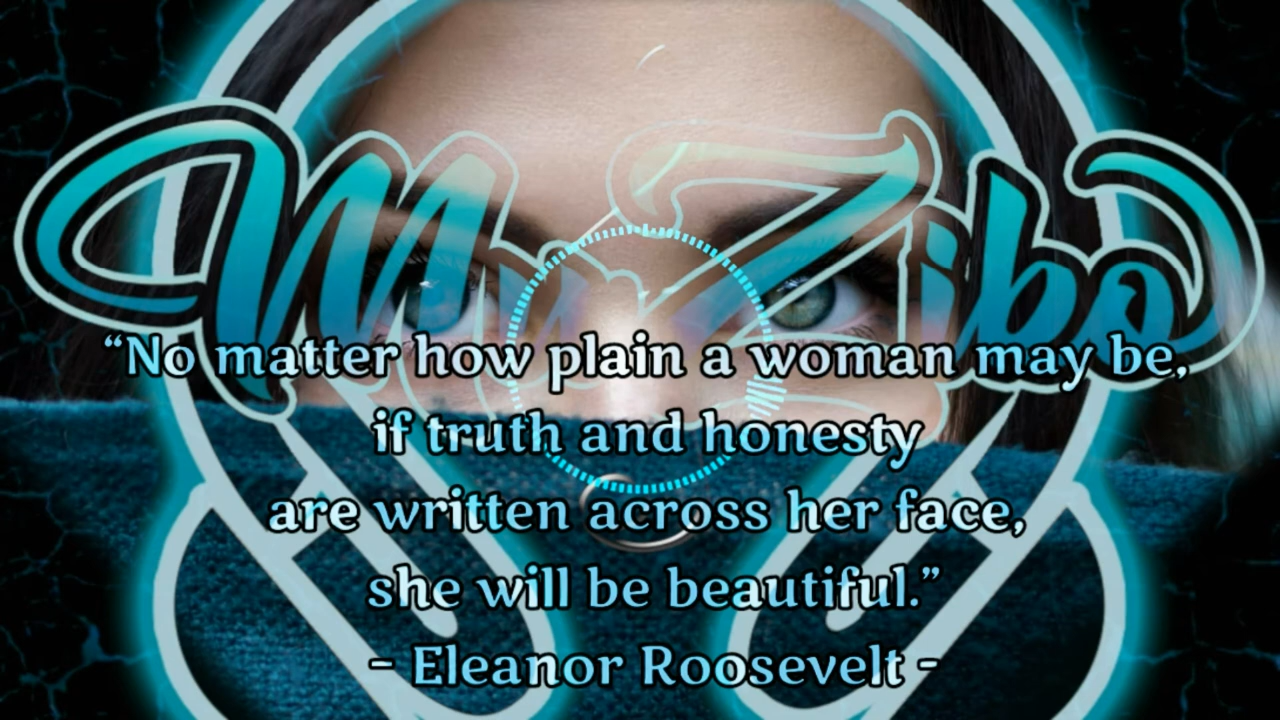 MuZibo
“No matter how plain a woman may be,
if truth and honesty
are written across her face,
she will be beautiful.”
- Eleanor Roosevelt -